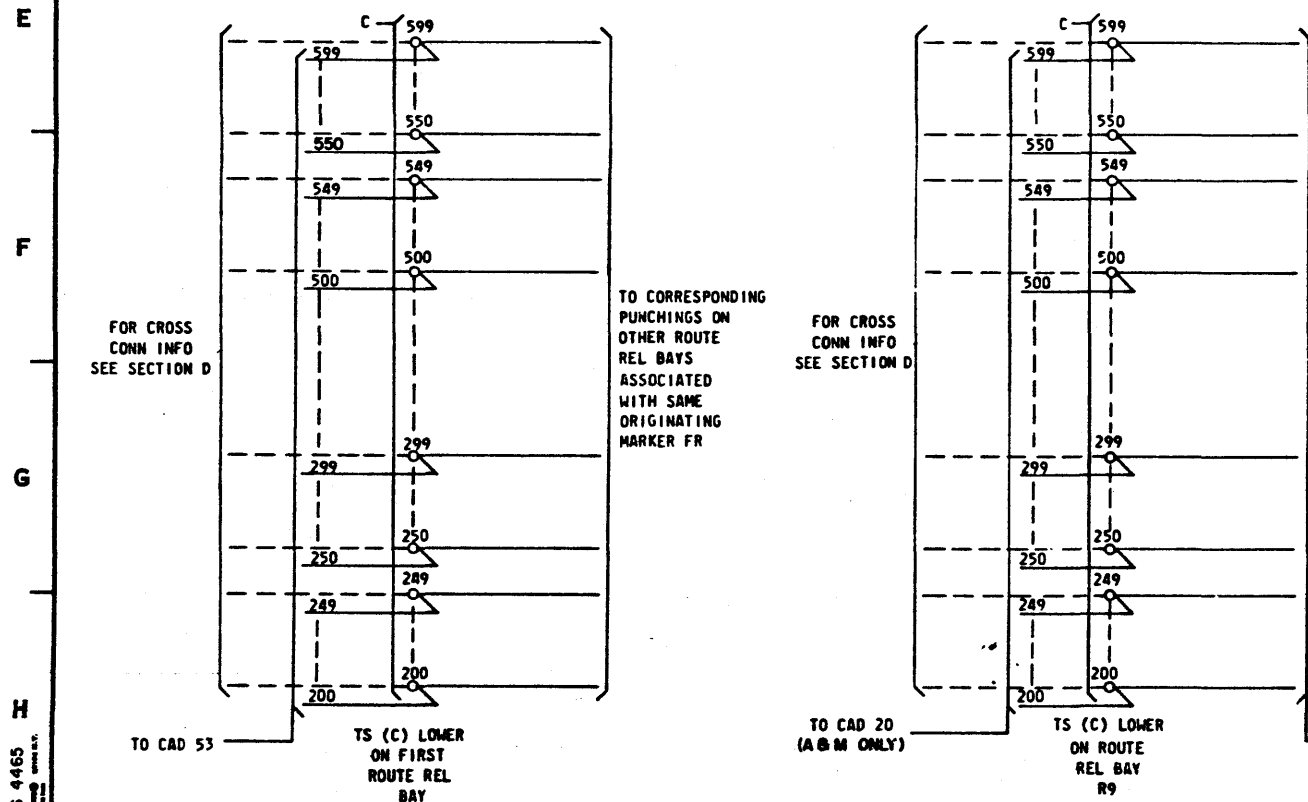 E
F
G
H
4465
C
599
599
550
550
549
549
500
500
299
299
250
250
249
249
200
200
FOR CROSS
CONN INFO
SEE SECTION D
TO CORRESPONDING
PUNCHINGS ON
OTHER ROUTE
REL BAYS
ASSOCIATED
WITH SAME
ORIGINATING
MARKER FR
TO CAD 53
TS (C) LOWER
ON FIRST
ROUTE REL
BAY
C
599
599
550
550
549
549
500
500
299
299
250
250
249
249
200
200
FOR CROSS
CONN INFO
SEE SECTION D
TO CAD 20
(A & M ONLY)
TS (C) LOWER
ON ROUTE
REL BAY
R9